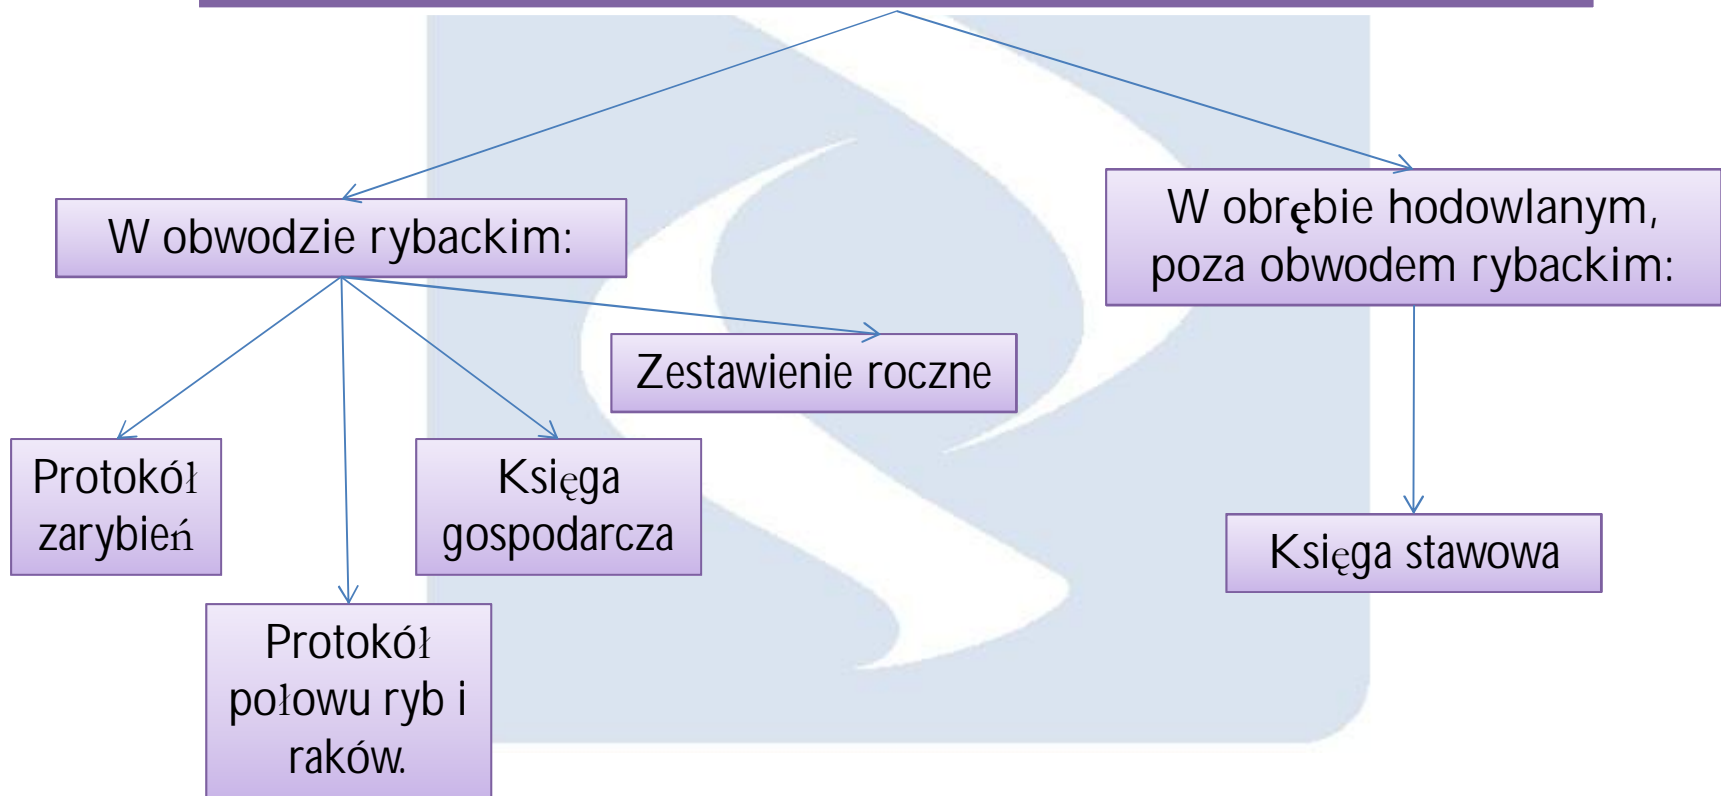 W obwodzie rybackim:
W obrębie hodowlanym,
poza obwodem rybackim:
Zestawienie roczne
Protokół
zarybień
Księga
gospodarcza
Księga stawowa
Protokół
połowu ryb i
raków.